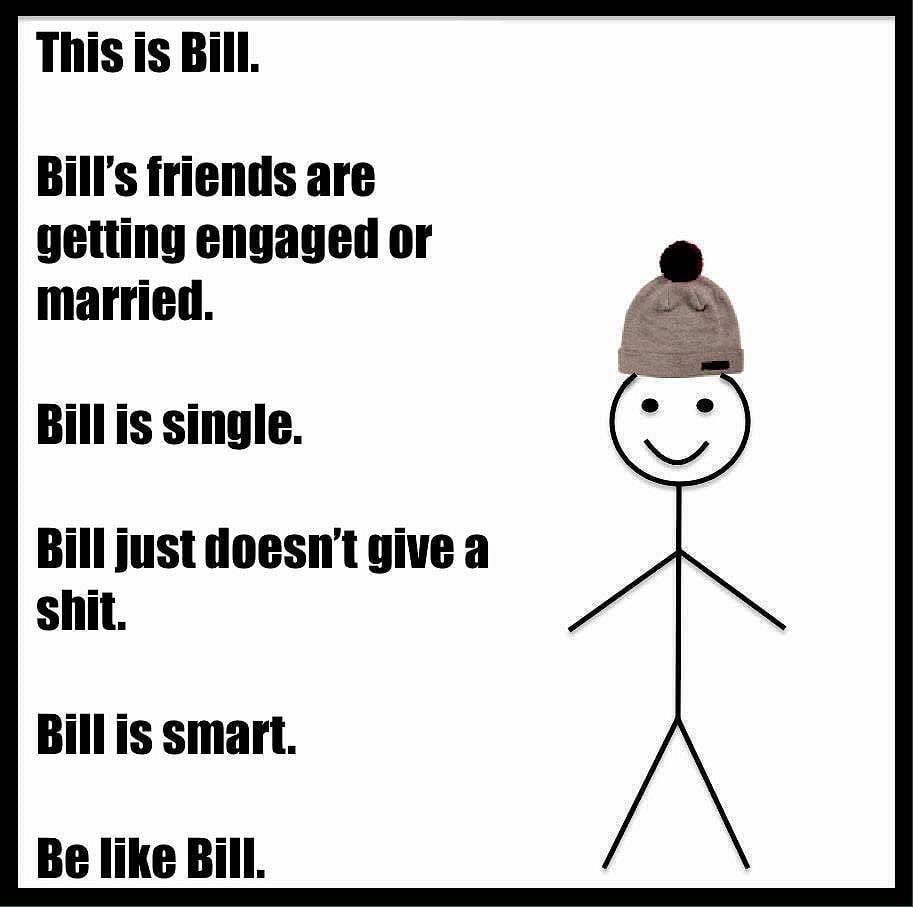 This is Bill.
Bill’s friends are
getting engaged or
married.
Bill is single.
Bill just doesn’t give a
shit.
Bill is smart.
Be like Bill.